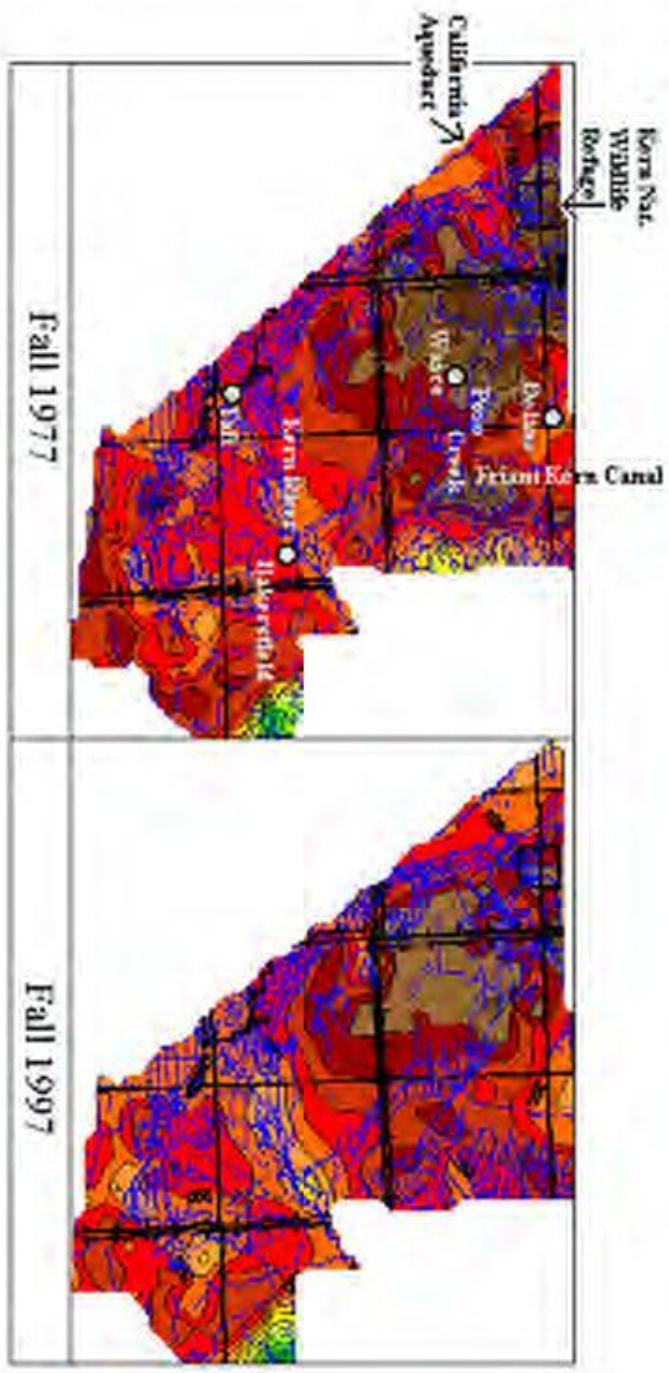 Kern Nat.
Wildlife
Refuge
California
Aqueduct
Delano
Friant Kern Canal
Poso
Creek
Wasco
Kern River
Bakersfield
Taft
Fall 1977
Fall 1997